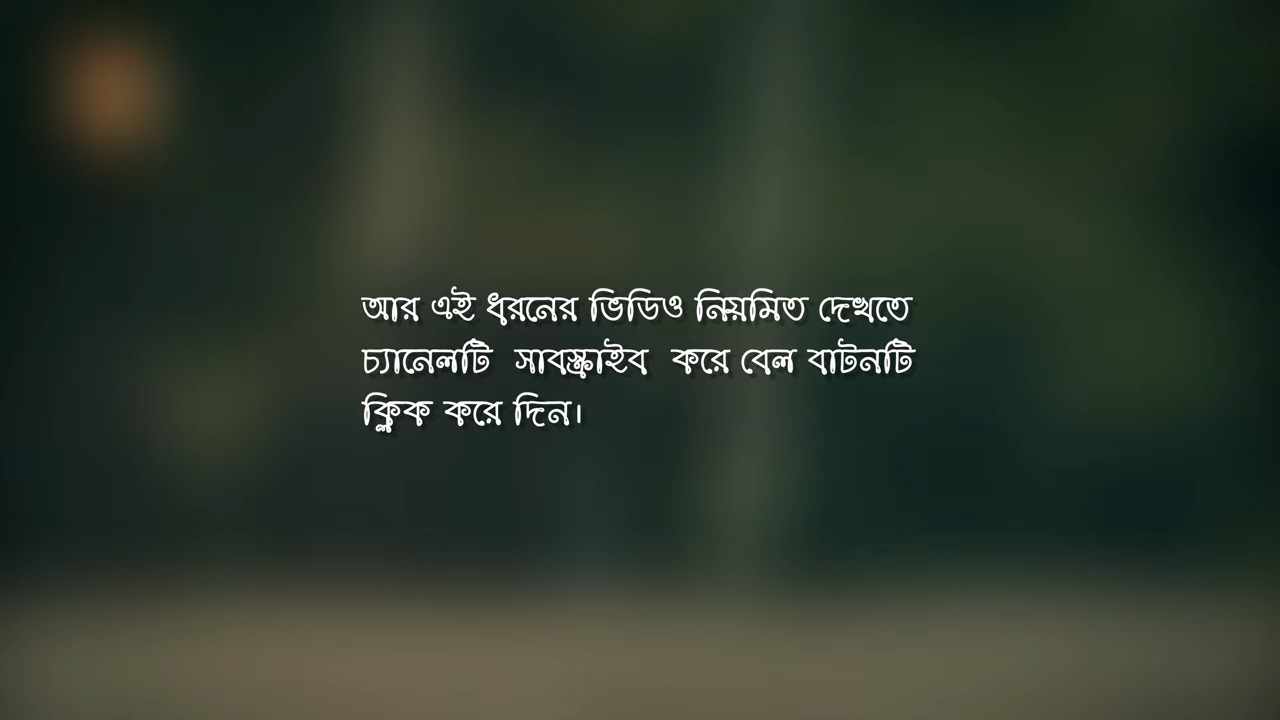 আর এই ধরনের ভিডিও নিয়মিত দেখতে
চ্যানেলটি সাবস্ক্রাইব করে বেল বাটনটি
ক্লিক করে দিন।